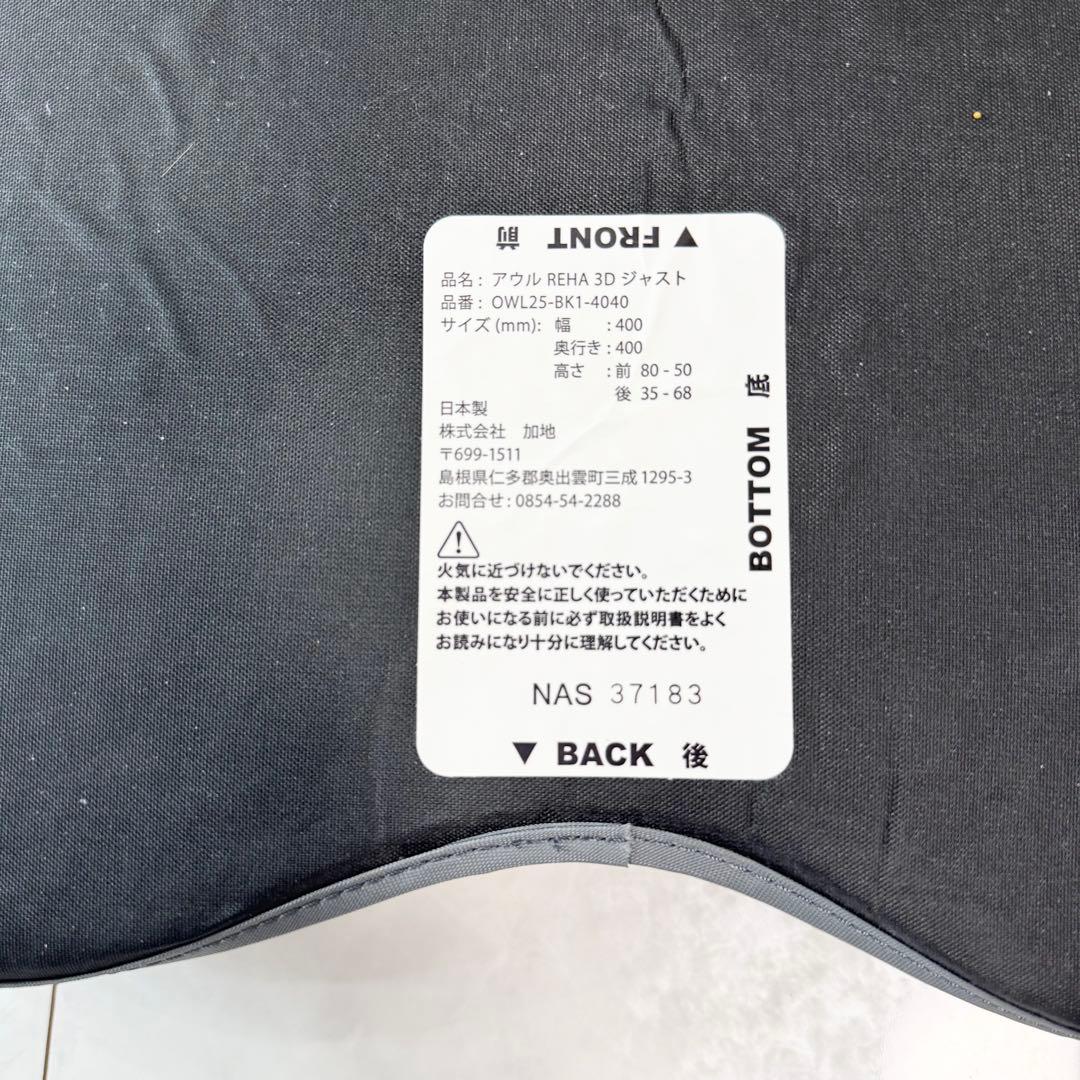 ▼ FRONT 前
品名: アウル REHA 3D ジャスト
品番: OWL25-BK1-4040
サイズ (mm): 幅 : 400
奥行き : 400
高さ : 前 80 - 50
後 35 - 68
日本製
株式会社 加地
〒699-1511
島根県仁多郡奥出雲町三成1295-3
お問合せ: 0854-54-2288
火気に近づけないでください。
本製品を安全に正しく使っていただくために
お使いになる前に必ず取扱説明書をよく
お読みになり十分に理解してください。
NAS 37183
▼ BACK 後
BOTTOM 底